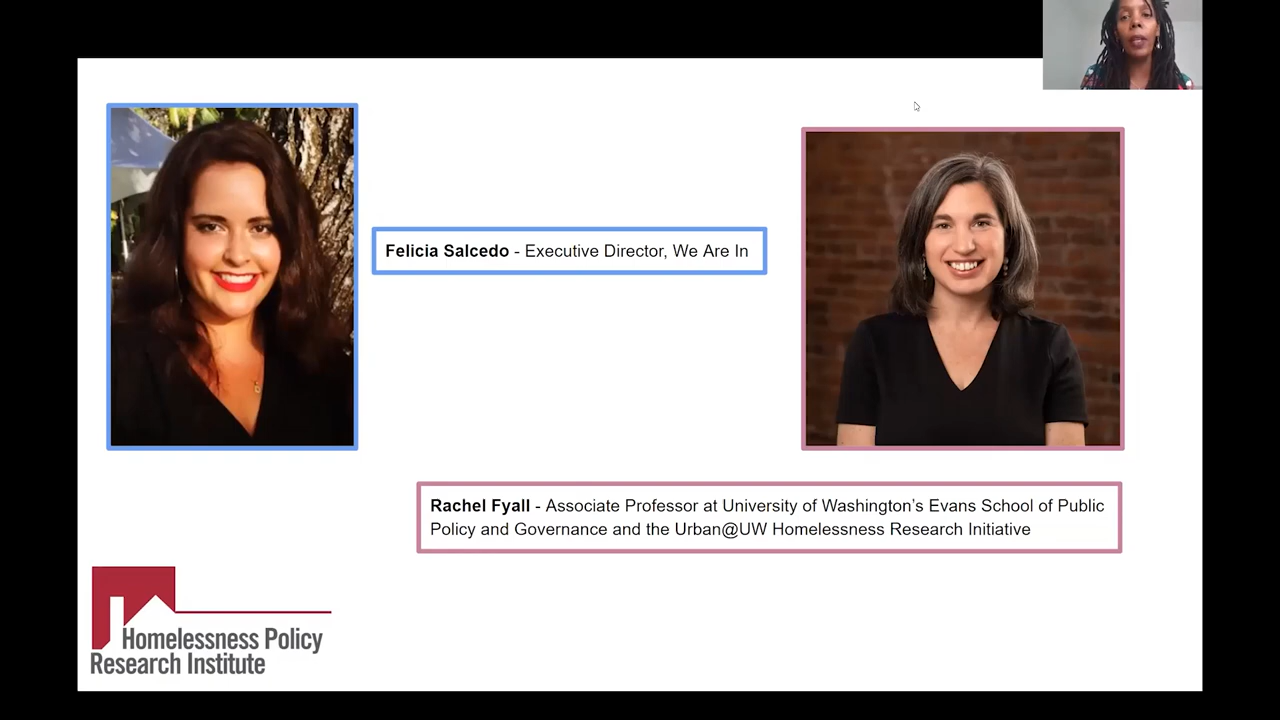 Felicia Salcedo - Executive Director, We Are In
Rachel Fyall - Associate Professor at University of Washington’s Evans School of Public
Policy and Governance and the Urban@UW Homelessness Research Initiative
Homelessness Policy
Research Institute